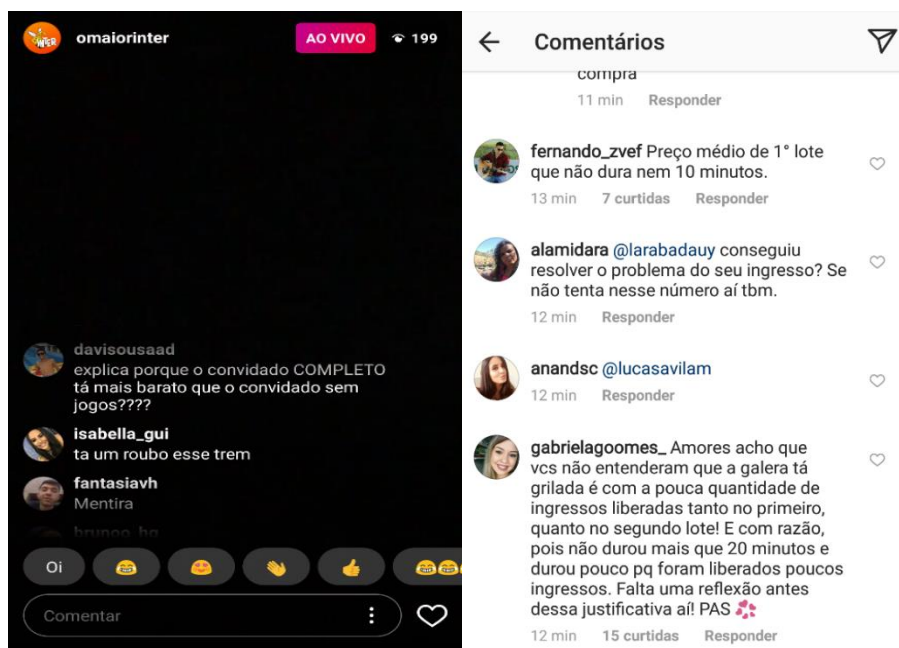 omaiorinter
AO VIVO
199
davisousaad
explica porque o convidado COMPLETO
tá mais barato que o convidado sem
jogos????
isabella_gui
ta um roubo esse trem
fantasiavh
Mentira
brunoo_bg
Oi
Comentar
Comentários
compra
11 min Responder
fernando_zvef Preço médio de 1° lote
que não dura nem 10 minutos.
13 min 7 curtidas Responder
alamidara @larabadauy conseguiu
resolver o problema do seu ingresso? Se
não tenta nesse número aí tbm.
12 min Responder
anandsc @lucasavilam
12 min Responder
gabrielagoomes_ Amores acho que
vcs não entenderam que a galera tá
grilada é com a pouca quantidade de
ingressos liberadas tanto no primeiro,
quanto no segundo lote! E com razão,
pois não durou mais que 20 minutos e
durou pouco pq foram liberados poucos
ingressos. Falta uma reflexão antes
dessa justificativa aí! PAS 💞
12 min 15 curtidas Responder